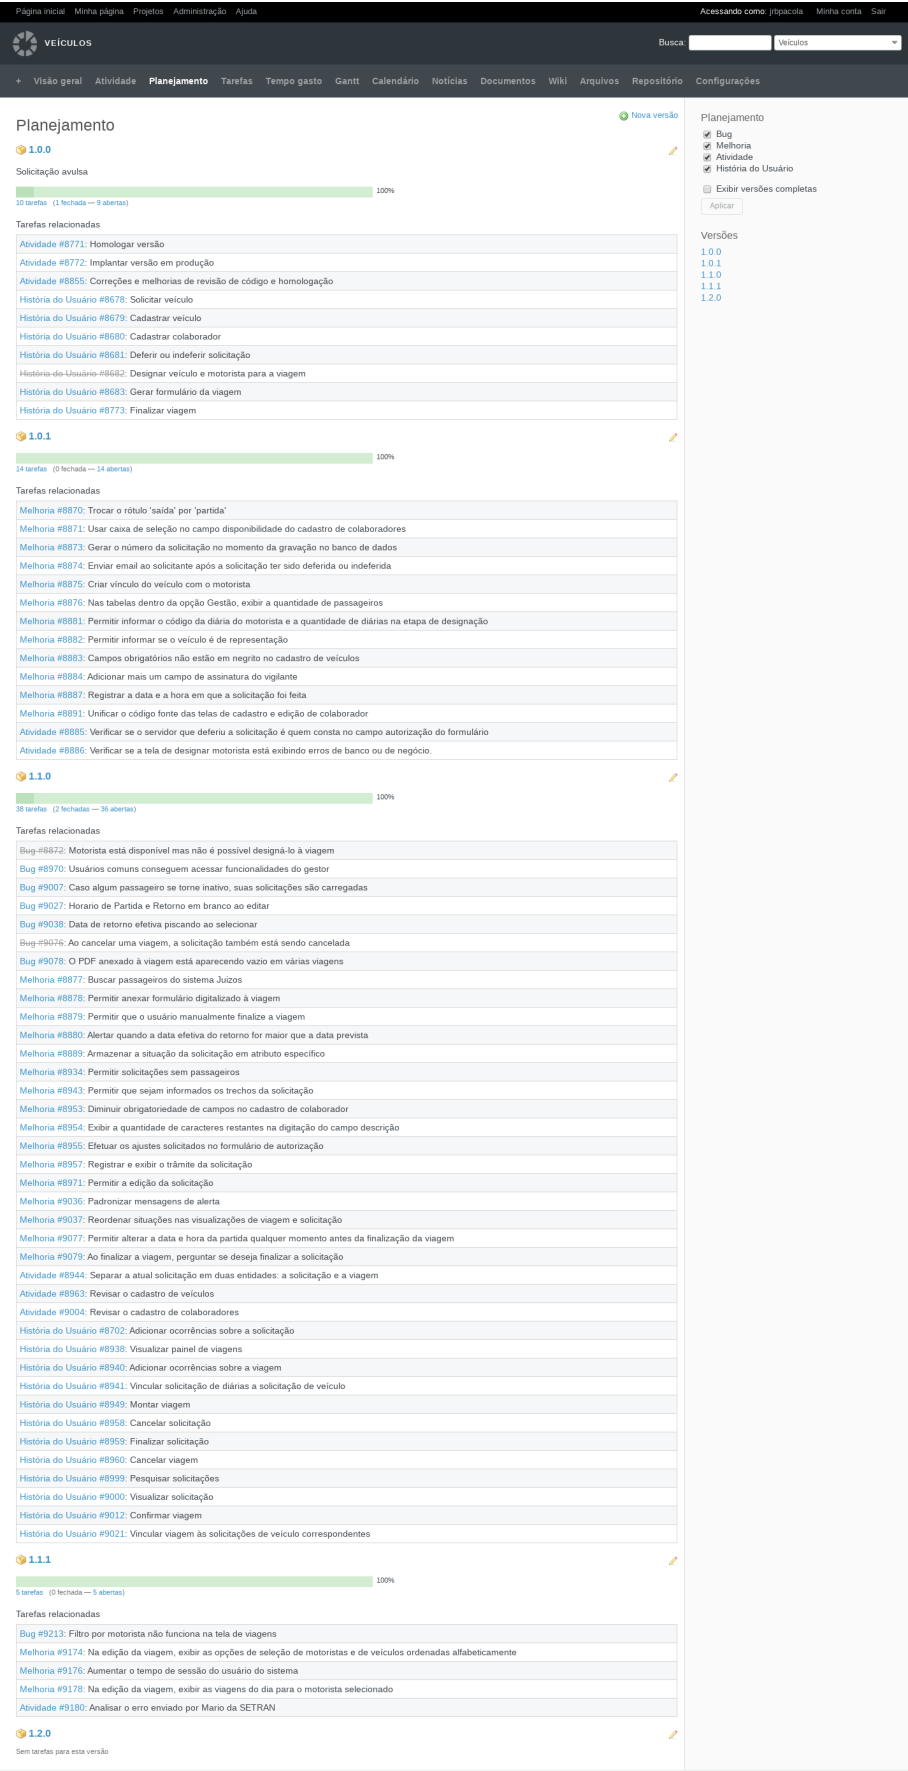 Página inicial Minha página Projetos Administração Ajuda Acessando como: jrbpacola Minha conta Sair
VEÍCULOS Busca: Veículos
+ Visão geral Atividade Planejamento Tarefas Tempo gasto Gantt Calendário Notícias Documentos Wiki Arquivos Repositório Configurações
Planejamento
Nova versão
1.0.0
Solicitação avulsa
100%
10 tarefas (1 fechada — 9 abertas)
Tarefas relacionadas
Atividade #8771: Homologar versão
Atividade #8772: Implantar versão em produção
Atividade #8855: Correções e melhorias de revisão de código e homologação
História do Usuário #8678: Solicitar veículo
História do Usuário #8679: Cadastrar veículo
História do Usuário #8680: Cadastrar colaborador
História do Usuário #8681: Deferir ou indeferir solicitação
História do Usuário #8682: Designar veículo e motorista para a viagem
História do Usuário #8683: Gerar formulário da viagem
História do Usuário #8773: Finalizar viagem
1.0.1
100%
14 tarefas (0 fechada — 14 abertas)
Tarefas relacionadas
Melhoria #8870: Trocar o rótulo 'saída' por 'partida'
Melhoria #8871: Usar caixa de seleção no campo disponibilidade do cadastro de colaboradores
Melhoria #8873: Gerar o número da solicitação no momento da gravação no banco de dados
Melhoria #8874: Enviar email ao solicitante após a solicitação ter sido deferida ou indeferida
Melhoria #8875: Criar vínculo do veículo com o motorista
Melhoria #8876: Nas tabelas dentro da opção Gestão, exibir a quantidade de passageiros
Melhoria #8881: Permitir informar o código da diária do motorista e a quantidade de diárias na etapa de designação
Melhoria #8882: Permitir informar se o veículo é de representação
Melhoria #8883: Campos obrigatórios não estão em negrito no cadastro de veículos
Melhoria #8884: Adicionar mais um campo de assinatura do vigilante
Melhoria #8887: Registrar a data e a hora em que a solicitação foi feita
Melhoria #8891: Unificar o código fonte das telas de cadastro e edição de colaborador
Atividade #8885: Verificar se o servidor que deferiu a solicitação é quem consta no campo autorização do formulário
Atividade #8886: Verificar se a tela de designar motorista está exibindo erros de banco ou de negócio.
1.1.0
100%
38 tarefas (2 fechadas — 36 abertas)
Tarefas relacionadas
Bug #8872: Motorista está disponível mas não é possível designá-lo à viagem
Bug #8970: Usuários comuns conseguem acessar funcionalidades do gestor
Bug #9007: Caso algum passageiro se torne inativo, suas solicitações são carregadas
Bug #9027: Horario de Partida e Retorno em branco ao editar
Bug #9038: Data de retorno efetiva piscando ao selecionar
Bug #9076: Ao cancelar uma viagem, a solicitação também está sendo cancelada
Bug #9078: O PDF anexado à viagem está aparecendo vazio em várias viagens
Melhoria #8877: Buscar passageiros do sistema Juizos
Melhoria #8878: Permitir anexar formulário digitalizado à viagem
Melhoria #8879: Permitir que o usuário manualmente finalize a viagem
Melhoria #8880: Alertar quando a data efetiva do retorno for maior que a data prevista
Melhoria #8889: Armazenar a situação da solicitação em atributo específico
Melhoria #8934: Permitir solicitações sem passageiros
Melhoria #8943: Permitir que sejam informados os trechos da solicitação
Melhoria #8953: Diminuir obrigatoriedade de campos no cadastro de colaborador
Melhoria #8954: Exibir a quantidade de caracteres restantes na digitação do campo descrição
Melhoria #8955: Efetuar os ajustes solicitados no formulário de autorização
Melhoria #8957: Registrar e exibir o trâmite da solicitação
Melhoria #8971: Permitir a edição da solicitação
Melhoria #9036: Padronizar mensagens de alerta
Melhoria #9037: Reordenar situações nas visualizações de viagem e solicitação
Melhoria #9077: Permitir alterar a data e hora da partida qualquer momento antes da finalização da viagem
Melhoria #9079: Ao finalizar a viagem, perguntar se deseja finalizar a solicitação
Atividade #8944: Separar a atual solicitação em duas entidades: a solicitação e a viagem
Atividade #8963: Revisar o cadastro de veículos
Atividade #9004: Revisar o cadastro de colaboradores
História do Usuário #8702: Adicionar ocorrências sobre a solicitação
História do Usuário #8938: Visualizar painel de viagens
História do Usuário #8940: Adicionar ocorrências sobre a viagem
História do Usuário #8941: Vincular solicitação de diárias a solicitação de veículo
História do Usuário #8949: Montar viagem
História do Usuário #8958: Cancelar solicitação
História do Usuário #8959: Finalizar solicitação
História do Usuário #8960: Cancelar viagem
História do Usuário #8999: Pesquisar solicitações
História do Usuário #9000: Visualizar solicitação
História do Usuário #9012: Confirmar viagem
História do Usuário #9021: Vincular viagem às solicitações de veículo correspondentes
1.1.1
100%
5 tarefas (0 fechada — 5 abertas)
Tarefas relacionadas
Bug #9213: Filtro por motorista não funciona na tela de viagens
Melhoria #9174: Na edição da viagem, exibir as opções de seleção de motoristas e de veículos ordenadas alfabeticamente
Melhoria #9176: Aumentar o tempo de sessão do usuário do sistema
Melhoria #9178: Na edição da viagem, exibir as viagens do dia para o motorista selecionado
Atividade #9180: Analisar o erro enviado por Mario da SETRAN
1.2.0
Sem tarefas para esta versão
Planejamento
Bug
Melhoria
Atividade
História do Usuário
Exibir versões completas
Aplicar
Versões
1.0.0
1.0.1
1.1.0
1.1.1
1.2.0